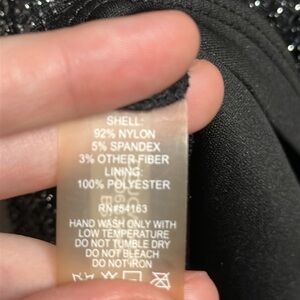 SHELL:
92% NYLON
5% SPANDEX
3% OTHER FIBER
LINING:
100% POLYESTER
RN#54163
HAND WASH ONLY WITH
LOW TEMPERATURE
DO NOT TUMBLE DRY
DO NOT BLEACH
DO NOT IRON